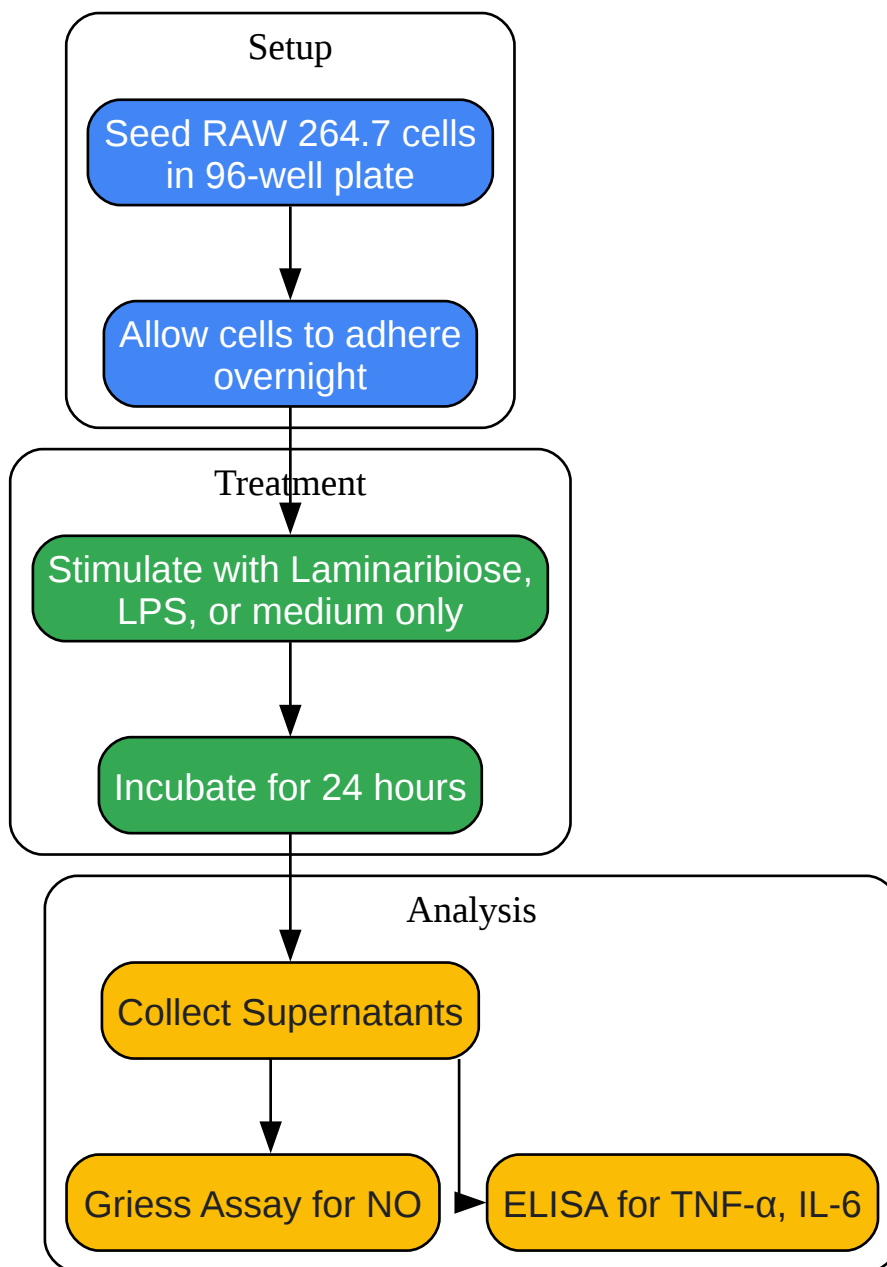 Setup
Seed RAW 264.7 cells
in 96-well plate
Allow cells to adhere
overnight
Treatment
Stimulate with Laminaribiose,
LPS, or medium only
Incubate for 24 hours
Analysis
Collect Supernatants
Griess Assay for NO
ELISA for TNF-α, IL-6